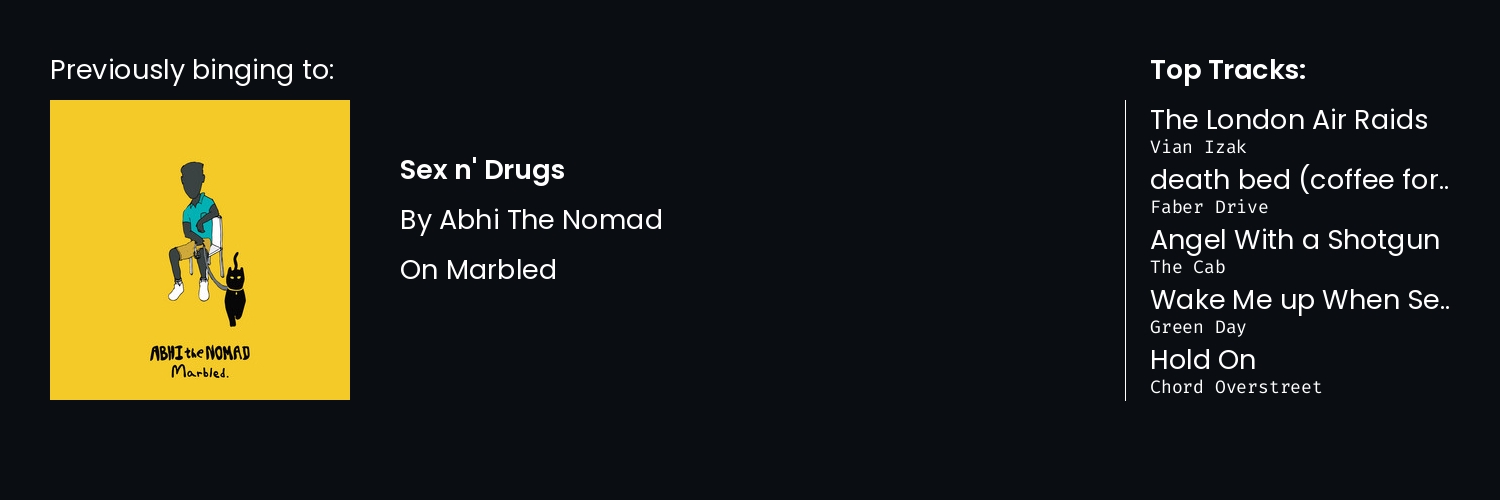 Previously binging to:
ABHI the NOMAD
Marbled.
Sex n' Drugs
By Abhi The Nomad
On Marbled
Top Tracks:
The London Air Raids
Vian Izak
death bed (coffee for..
Faber Drive
Angel With a Shotgun
The Cab
Wake Me up When Se..
Green Day
Hold On
Chord Overstreet